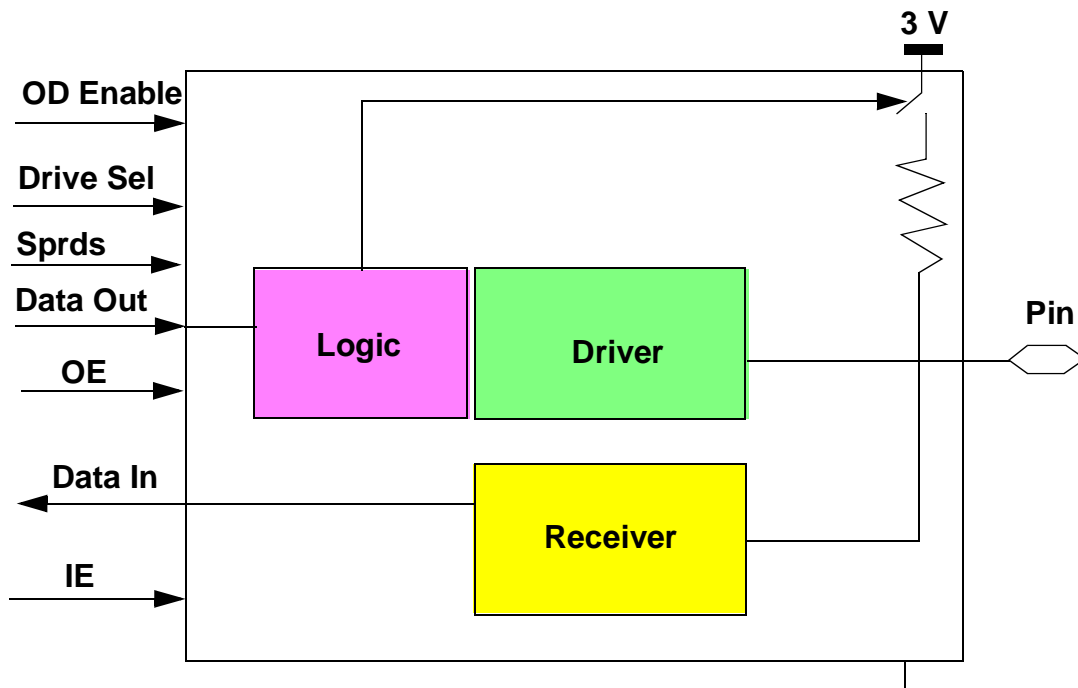 3 V
OD Enable
Drive Sel
Sprds
Data Out
Logic
Driver
Pin
OE
Data In
Receiver
IE